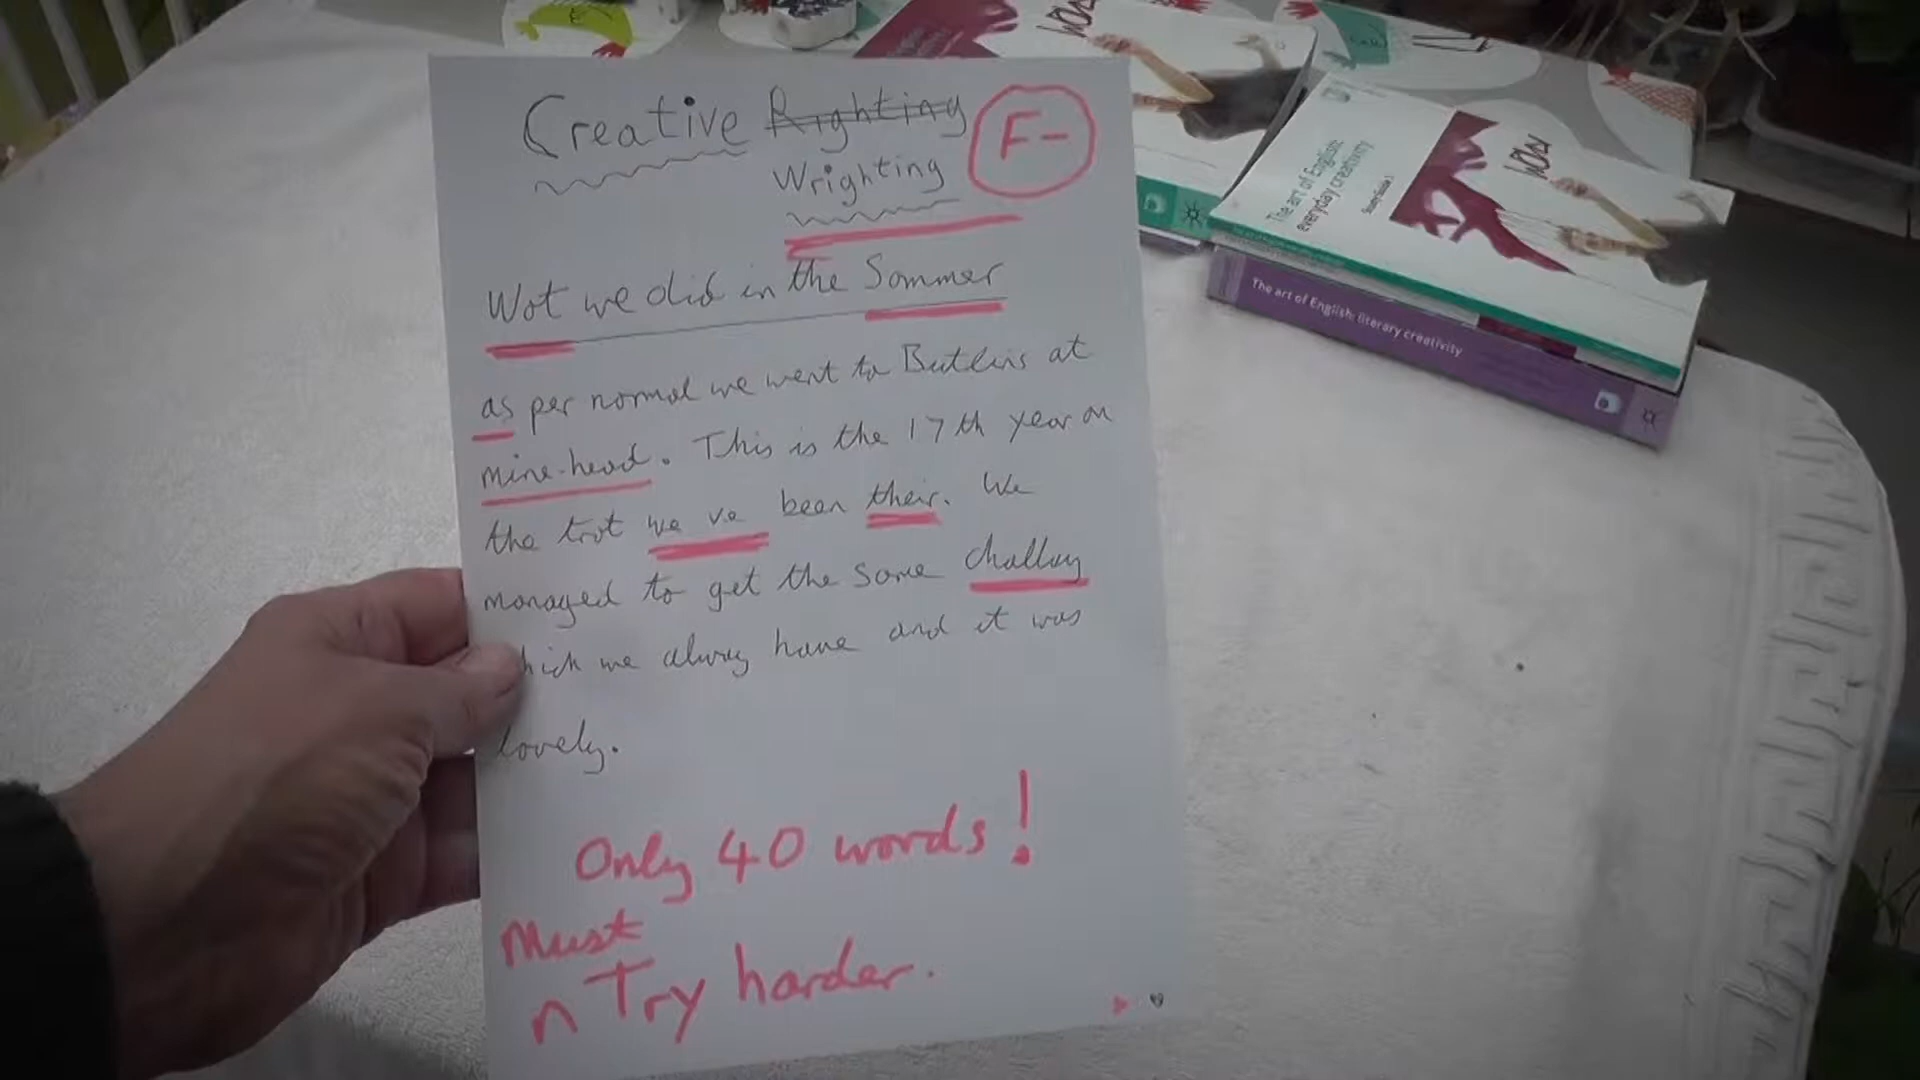 Creative Righting
Wrighting
F-
Wot we did in the Sommer
as per normal we went to Butlins at
mine-head. This is the 17th year on
the trot we ve been their. We
managed to get the same challay
which we alway have and it was
lovely.
Only 40 words!
Must
n Try harder.
The art of English:
everyday creativity
The art of English: literary creativity